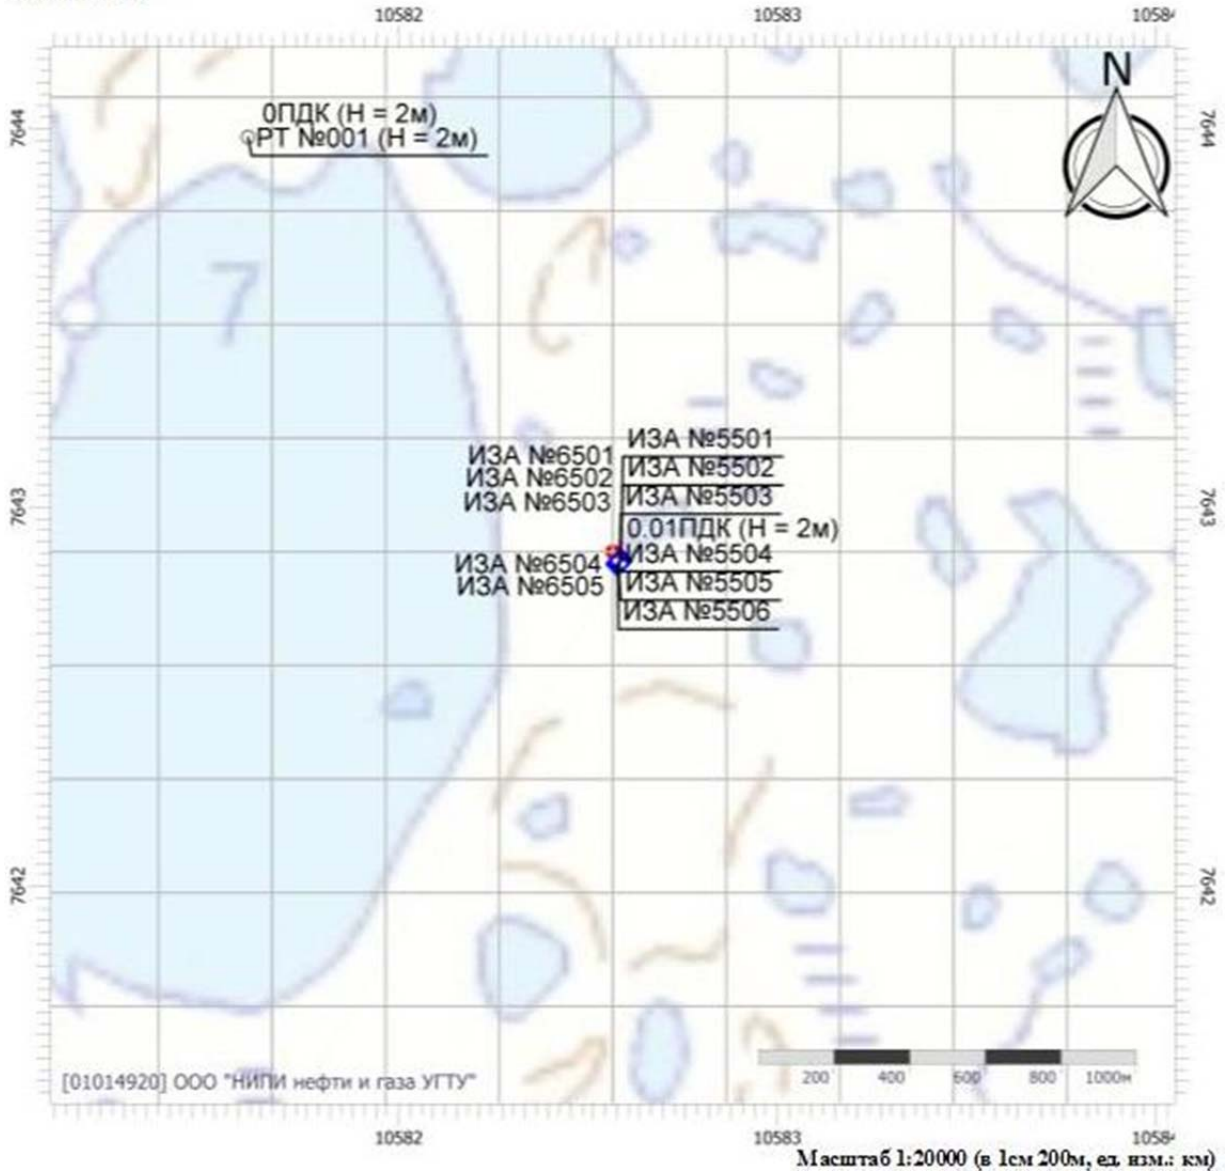 10582 10583 1058
7644 7644
N
0ПДК (Н = 2м)
РТ №001 (Н = 2м)
7
ИЗА №6501 ИЗА №5501
ИЗА №6502 ИЗА №5502
ИЗА №6503 ИЗА №5503
7643 7643
0.01ПДК (Н = 2м)
ИЗА №6504 ИЗА №5504
ИЗА №6505 ИЗА №5505
ИЗА №5506
7642 7642
[01014920] ООО "НИПИ нефти и газа УГТУ"
200 400 600 800 1000м
10582 10583 1058
Масштаб 1:20000 (в 1см 200м, ед. изм.: км)